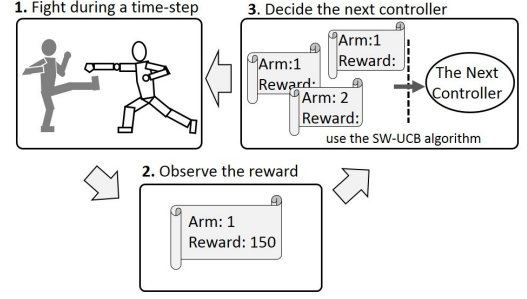 1. Fight during a time-step
3. Decide the next controller
Arm:1
Reward:
Arm:1
Reward:
Arm: 2
Reward:
The Next
Controller
use the SW-UCB algorithm
2. Observe the reward
Arm: 1
Reward: 150